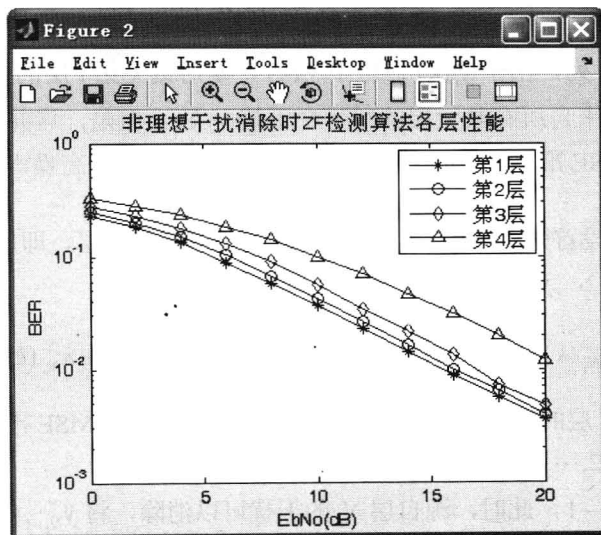 Figure 2
File Edit View Insert Tools Desktop Window Help
非理想干扰消除时ZF检测算法各层性能
10^0
第1层
第2层
第3层
第4层
10^-1
BER
10^-2
10^-3
0 5 10 15 20
EbNo(dB)
即
MSE